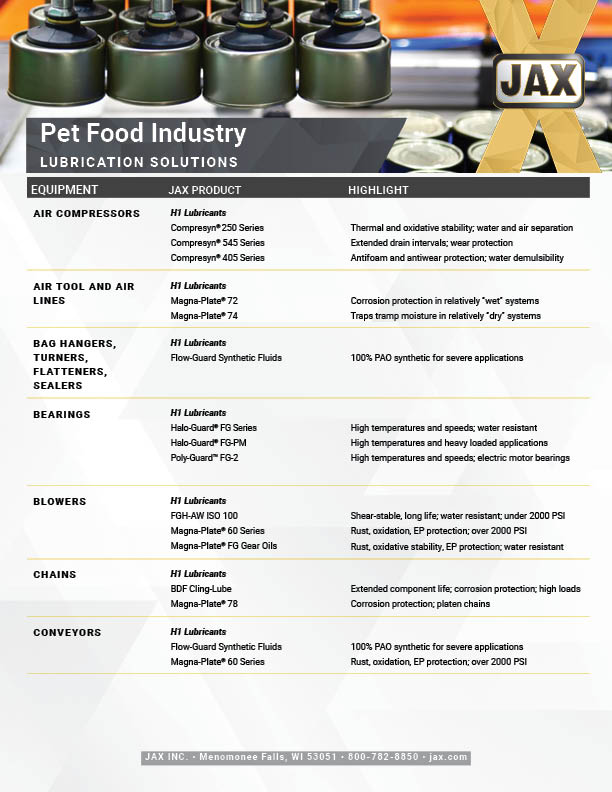 JAX
Pet Food Industry
LUBRICATION SOLUTIONS
EQUIPMENT JAX PRODUCT HIGHLIGHT
AIR COMPRESSORS H1 Lubricants
Compresyn® 250 Series Thermal and oxidative stability; water and air separation
Compresyn® 545 Series Extended drain intervals; wear protection
Compresyn® 405 Series Antifoam and antiwear protection; water demulsibility
AIR TOOL AND AIR H1 Lubricants
LINES Magna-Plate® 72 Corrosion protection in relatively “wet” systems
Magna-Plate® 74 Traps tramp moisture in relatively “dry” systems
BAG HANGERS, H1 Lubricants
TURNERS, Flow-Guard Synthetic Fluids 100% PAO synthetic for severe applications
FLATTENERS,
SEALERS
BEARINGS H1 Lubricants
Halo-Guard® FG Series High temperatures and speeds; water resistant
Halo-Guard® FG-PM High temperatures and heavy loaded applications
Poly-Guard™ FG-2 High temperatures and speeds; electric motor bearings
BLOWERS H1 Lubricants
FGH-AW ISO 100 Shear-stable, long life; water resistant; under 2000 PSI
Magna-Plate® 60 Series Rust, oxidation, EP protection; over 2000 PSI
Magna-Plate® FG Gear Oils Rust, oxidative stability, EP protection; water resistant
CHAINS H1 Lubricants
BDF Cling-Lube Extended component life; corrosion protection; high loads
Magna-Plate® 78 Corrosion protection; platen chains
CONVEYORS H1 Lubricants
Flow-Guard Synthetic Fluids 100% PAO synthetic for severe applications
Magna-Plate® 60 Series Rust, oxidation, EP protection; over 2000 PSI
JAX INC. • Menomonee Falls, WI 53051 • 800-782-8850 • jax.com